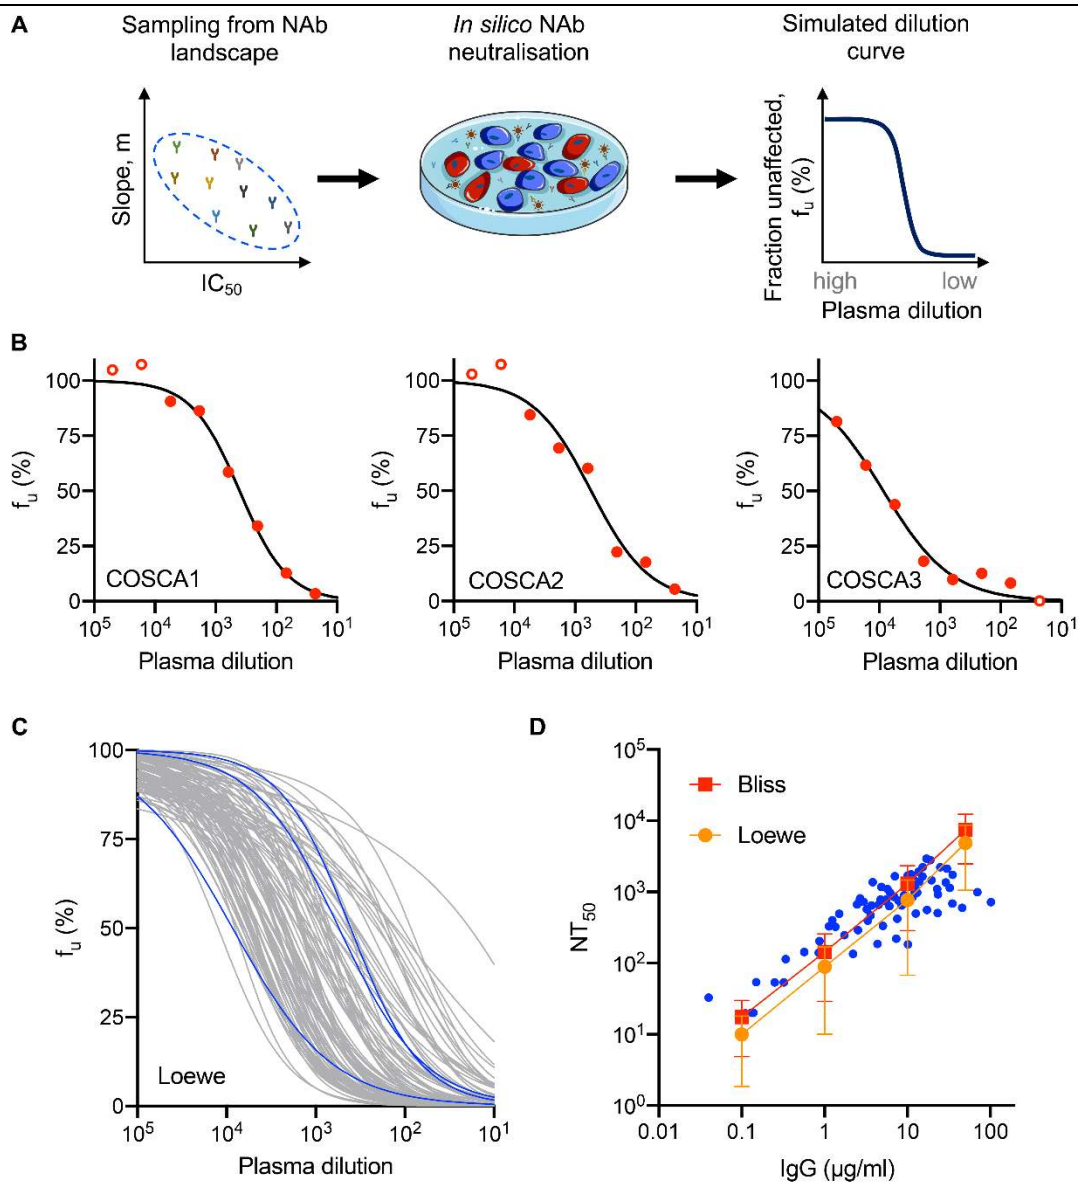 A
Sampling from NAb
landscape
In silico NAb
neutralisation
Simulated dilution
curve
Slope, m
IC50
Fraction unaffected,
fu (%)
high
low
Plasma dilution
B
100
75
50
25
0
fu (%)
COSCA1
10^5
10^4
10^3
10^2
10^1
Plasma dilution
100
75
50
25
0
fu (%)
COSCA2
10^5
10^4
10^3
10^2
10^1
Plasma dilution
100
75
50
25
0
fu (%)
COSCA3
10^5
10^4
10^3
10^2
10^1
Plasma dilution
C
100
75
50
25
0
fu (%)
Loewe
10^5
10^4
10^3
10^2
10^1
Plasma dilution
D
10^5
10^4
10^3
10^2
10^1
10^0
NT50
Bliss
Loewe
0.01
0.1
1
10
100
IgG (µg/ml)